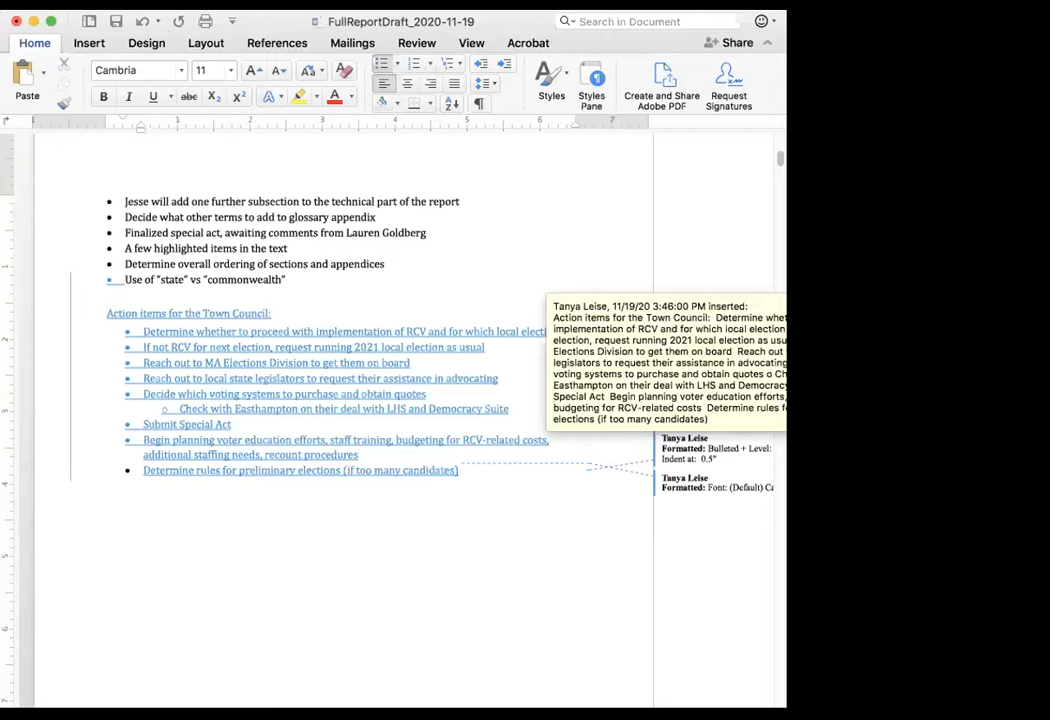 FullReportDraft_2020-11-19
Search in Document
Home Insert Design Layout References Mailings Review View Acrobat Share
Paste
Cambria 11
B I U abc X2 X2 A A
Styles
Styles Pane
Create and Share Adobe PDF
Request Signatures
1 1 2 3 4 5 6 7
• Jesse will add one further subsection to the technical part of the report
• Decide what other terms to add to glossary appendix
• Finalized special act, awaiting comments from Lauren Goldberg
• A few highlighted items in the text
• Determine overall ordering of sections and appendices
• Use of “state” vs “commonwealth”
Action items for the Town Council:
• Determine whether to proceed with implementation of RCV and for which local electi
• If not RCV for next election, request running 2021 local election as usual
• Reach out to MA Elections Division to get them on board
• Reach out to local state legislators to request their assistance in advocating
• Decide which voting systems to purchase and obtain quotes
o Check with Easthampton on their deal with LHS and Democracy Suite
• Submit Special Act
• Begin planning voter education efforts, staff training, budgeting for RCV-related costs,
additional staffing needs, recount procedures
• Determine rules for preliminary elections (if too many candidates)
Tanya Leise, 11/19/20 3:46:00 PM inserted:
Action items for the Town Council: Determine whet
implementation of RCV and for which local election
election, request running 2021 local election as usu
Elections Division to get them on board Reach out
legislators to request their assistance in advocating
voting systems to purchase and obtain quotes o Ch
Easthampton on their deal with LHS and Democracy
Special Act Begin planning voter education efforts,
budgeting for RCV-related costs Determine rules f
elections (if too many candidates)
Tanya Leise
Formatted: Bulleted + Level:
Indent at: 0.5"
Tanya Leise
Formatted: Font: (Default) Ca